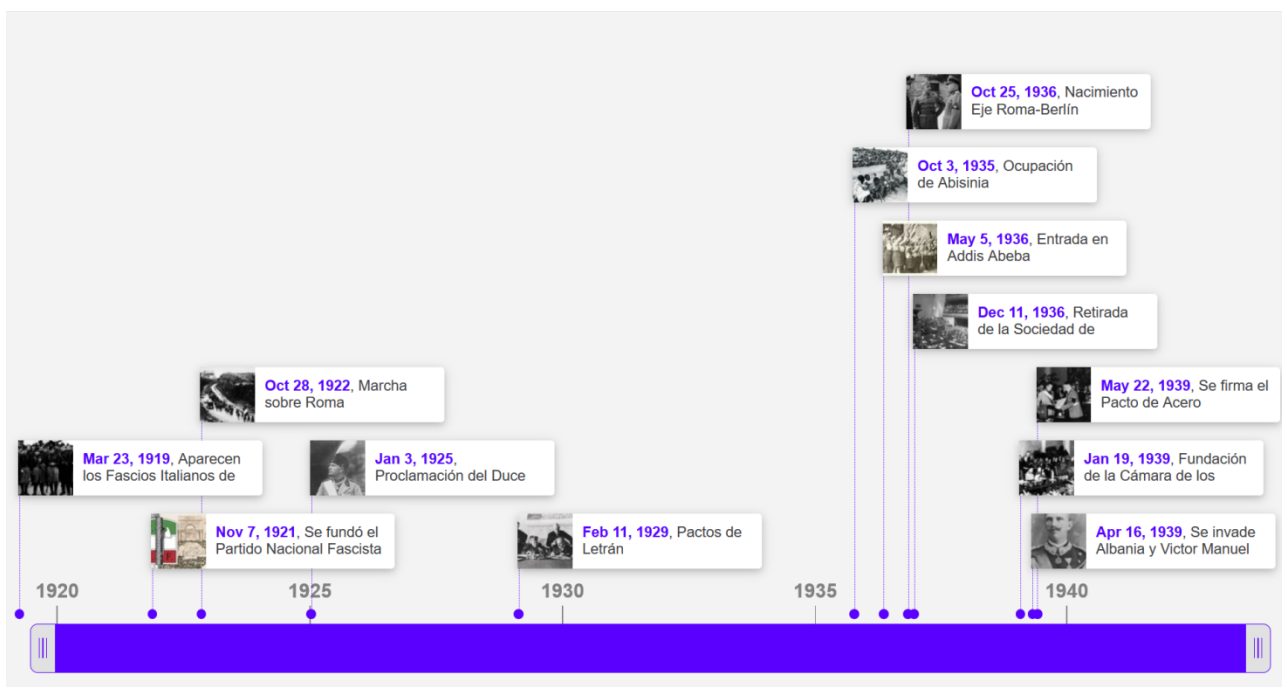 Oct 25, 1936, Nacimiento
Eje Roma-Berlín
Oct 3, 1935, Ocupación
de Abisinia
May 5, 1936, Entrada en
Addis Abeba
Dec 11, 1936, Retirada
de la Sociedad de
Oct 28, 1922, Marcha
sobre Roma
May 22, 1939, Se firma el
Pacto de Acero
Mar 23, 1919, Aparecen
los Fascios Italianos de
Jan 3, 1925,
Proclamación del Duce
Jan 19, 1939, Fundación
de la Cámara de los
Nov 7, 1921, Se fundó el
Partido Nacional Fascista
Feb 11, 1929, Pactos de
Letrán
Apr 16, 1939, Se invade
Albania y Victor Manuel
1920
1925
1930
1935
1940